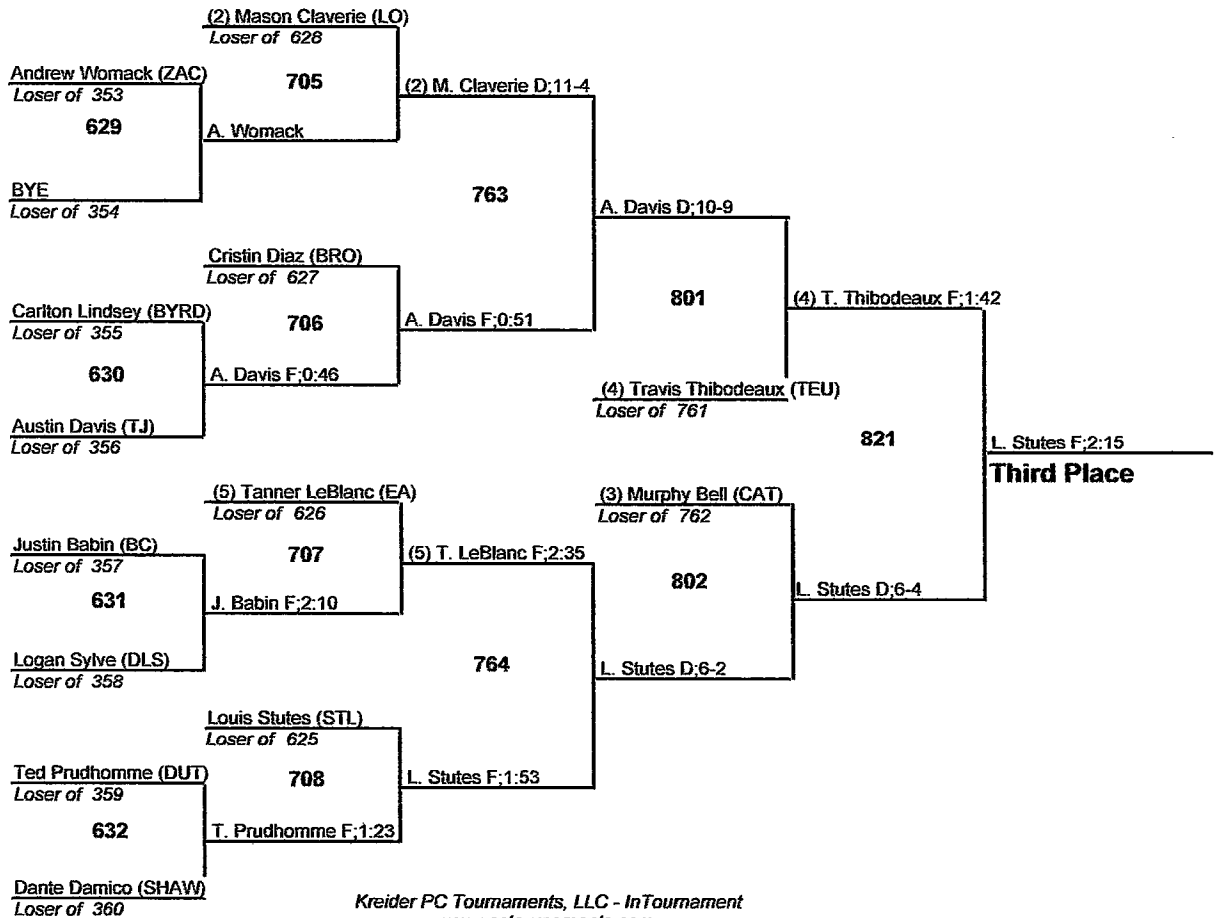 (2) Mason Claverie (LO)
Loser of 628
Andrew Womack (ZAC)
Loser of 353
705
(2) M. Claverie D;11-4
629
A. Womack
BYE
Loser of 354
763
A. Davis D;10-9
Cristin Diaz (BRO)
Loser of 627
Carlton Lindsey (BYRD)
Loser of 355
706
A. Davis F;0:51
801
(4) T. Thibodeaux F;1:42
630
A. Davis F;0:46
(4) Travis Thibodeaux (TEU)
Loser of 761
Austin Davis (TJ)
Loser of 356
821
L. Stutes F;2:15
Third Place
(5) Tanner LeBlanc (EA)
Loser of 626
(3) Murphy Bell (CAT)
Loser of 762
Justin Babin (BC)
Loser of 357
707
(5) T. LeBlanc F;2:35
802
631
J. Babin F;2:10
L. Stutes D;6-4
Logan Sylve (DLS)
Loser of 358
764
L. Stutes D;6-2
Louis Stutes (STL)
Loser of 625
Ted Prudhomme (DUT)
Loser of 359
708
L. Stutes F;1:53
632
T. Prudhomme F;1:23
Dante Damico (SHAW)
Loser of 360
Kreider PC Tournaments, LLC - InTournament